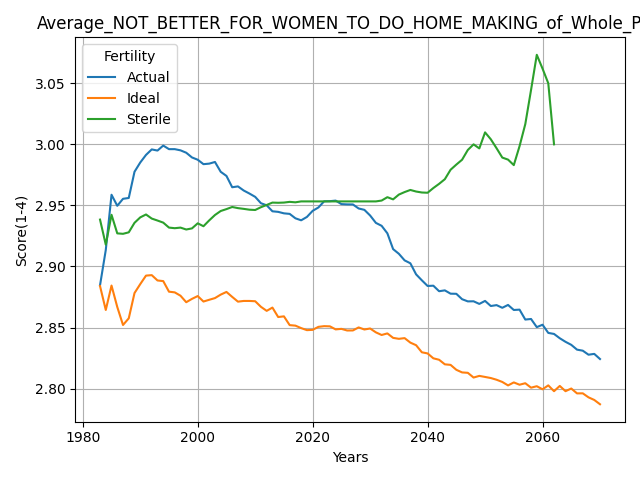 Average_NOT_BETTER_FOR_WOMEN_TO_DO_HOME_MAKING_of_Whole_P
Fertility
Actual
Ideal
Sterile
Score(1-4)
3.05
3.00
2.95
2.90
2.85
2.80
1980 2000 2020 2040 2060
Years